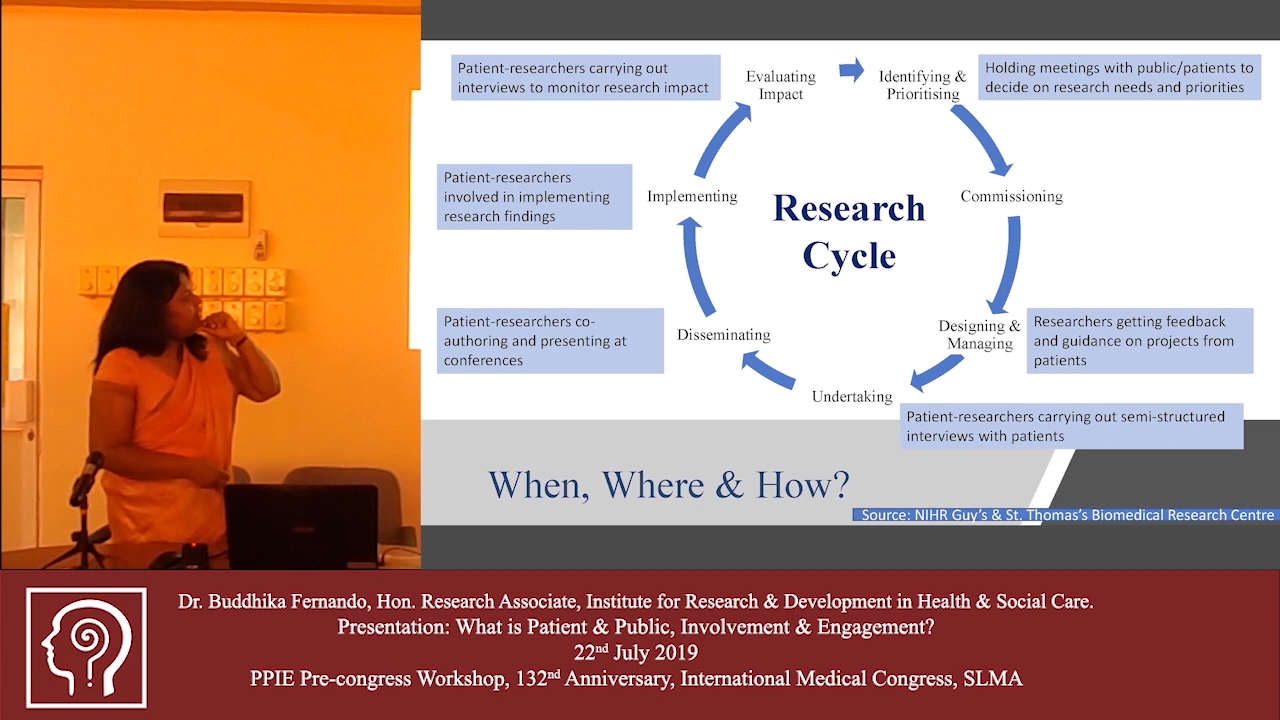 Patient-researchers carrying out
interviews to monitor research impact
Evaluating
Impact
Identifying &
Prioritising
Holding meetings with public/patients to
decide on research needs and priorities
Patient-researchers
involved in implementing
research findings
Implementing
Research
Cycle
Commissioning
Patient-researchers co-
authoring and presenting at
conferences
Disseminating
Designing &
Managing
Researchers getting feedback
and guidance on projects from
patients
Undertaking
Patient-researchers carrying out semi-structured
interviews with patients
When, Where & How?
Source: NIHR Guy's & St. Thomas's Biomedical Research Centre
Dr. Buddhika Fernando, Hon. Research Associate, Institute for Research & Development in Health & Social Care.
Presentation: What is Patient & Public, Involvement & Engagement?
22nd July 2019
PPIE Pre-congress Workshop, 132nd Anniversary, International Medical Congress, SLMA